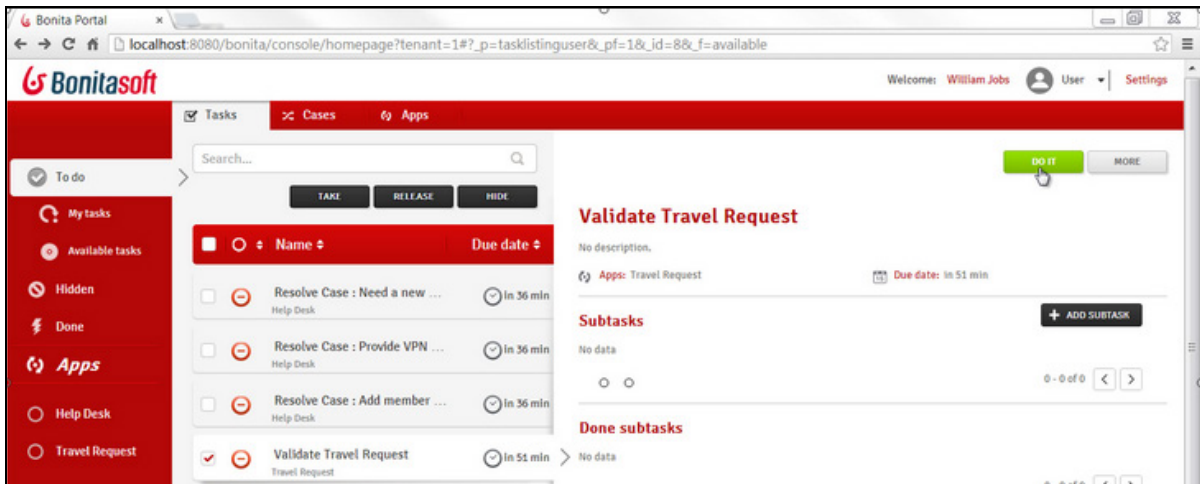 Bonita Portal
localhost:8080/bonita/console/homepage?tenant=1#?_p=tasklistinguser&_pf=1&_id=8&_f=available
Bonitasoft
Welcome: William Jobs User Settings
Tasks Cases Apps
Search...
DO IT MORE
To do
TAKE RELEASE HIDE
My tasks
Validate Travel Request
Available tasks
Name Due date
No description.
Apps: Travel Request Due date: in 51 min
Hidden
Resolve Case : Need a new ... in 36 min
Help Desk
Done
Subtasks
+ ADD SUBTASK
Resolve Case : Provide VPN ... in 36 min
Help Desk
No data
Apps
0 - 0 of 0
Help Desk
Resolve Case : Add member ... in 36 min
Help Desk
Done subtasks
Travel Request
Validate Travel Request in 51 min
Travel Request
No data